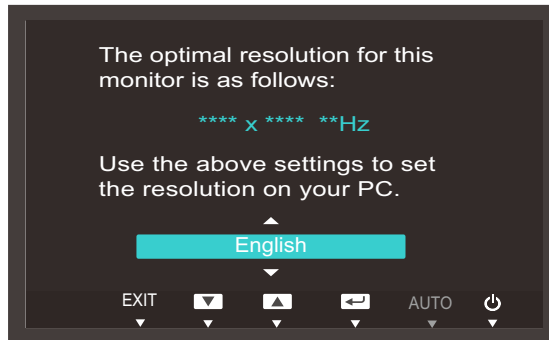 The optimal resolution for this
monitor is as follows:
**** x **** **Hz
Use the above settings to set
the resolution on your PC.
English
EXIT AUTO